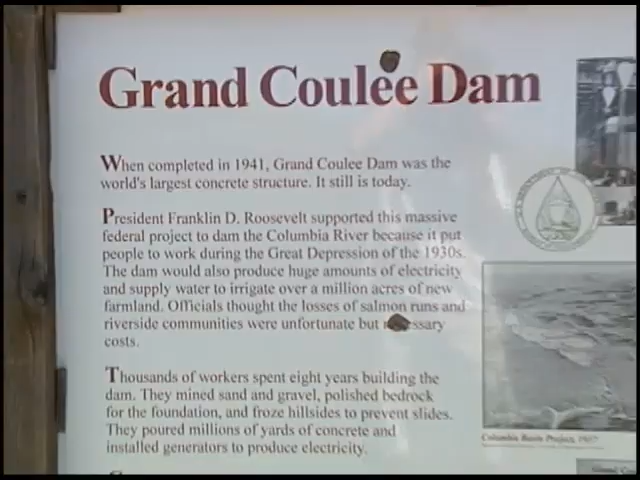 Grand Coulee Dam
When completed in 1941, Grand Coulee Dam was the
world's largest concrete structure. It still is today.
President Franklin D. Roosevelt supported this massive
federal project to dam the Columbia River because it put
people to work during the Great Depression of the 1930s.
The dam would also produce huge amounts of electricity
and supply water to irrigate over a million acres of new
farmland. Officials thought the losses of salmon runs and
riverside communities were unfortunate but necessary
costs.
Thousands of workers spent eight years building the
dam. They mined sand and gravel, polished bedrock
for the foundation, and froze hillsides to prevent slides.
They poured millions of yards of concrete and
installed generators to produce electricity.
Columbia Basin Project, 1957